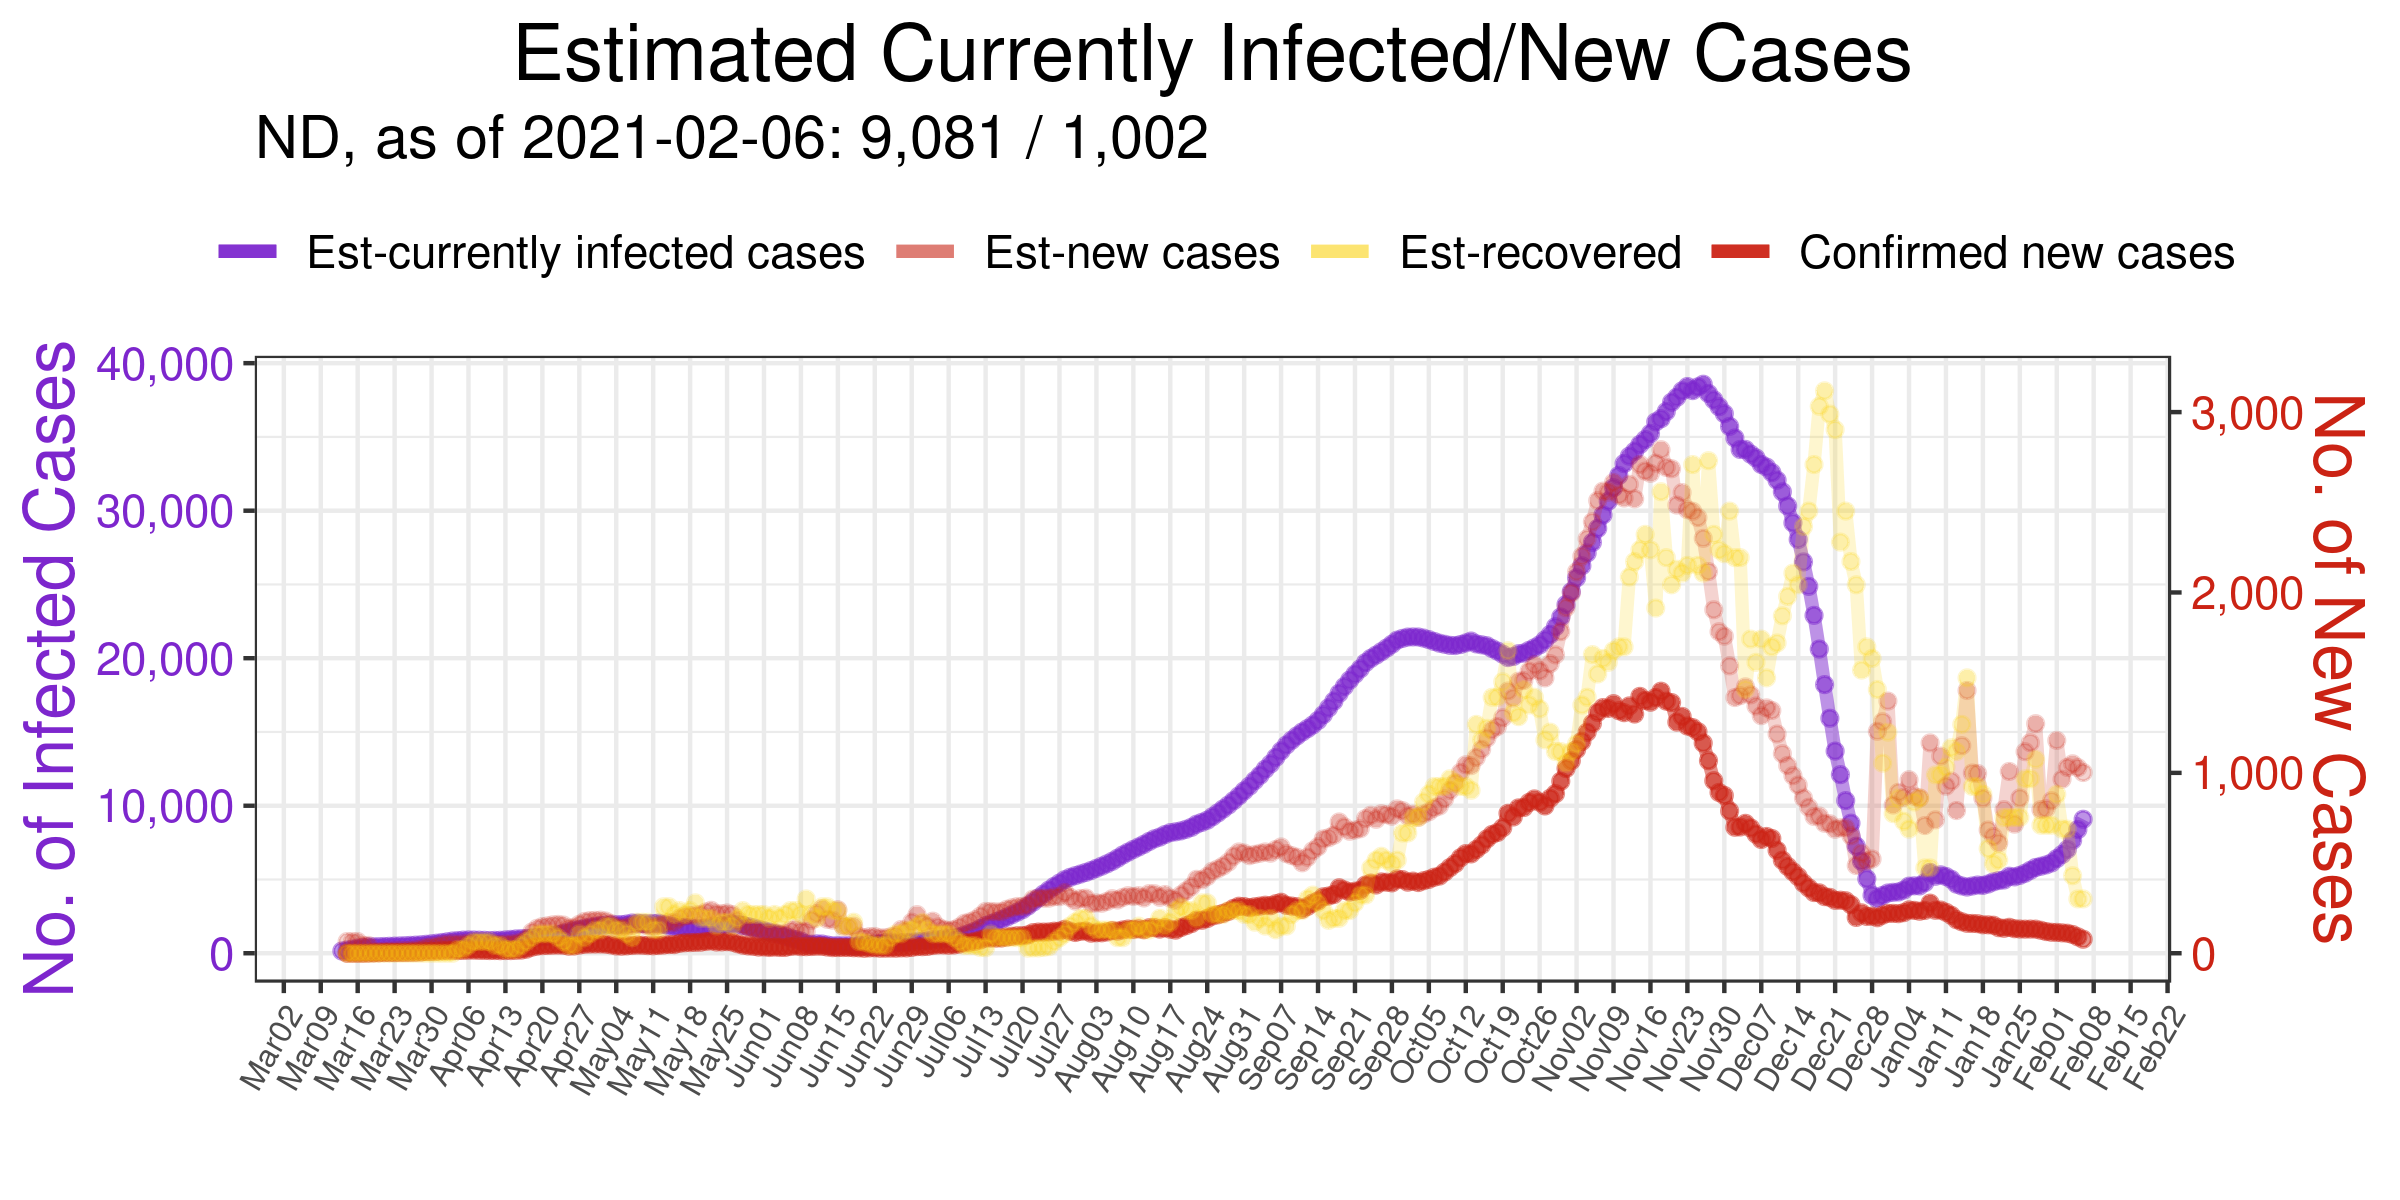 Estimated Currently Infected/New Cases
ND, as of 2021-02-06: 9,081 / 1,002
Est-currently infected cases Est-new cases Est-recovered Confirmed new cases
No. of Infected Cases
40,000
30,000
20,000
10,000
0
3,000
2,000
1,000
0
No. of New Cases
Mar02 Mar09 Mar16 Mar23 Mar30 Apr06 Apr13 Apr20 Apr27 May04 May11 May18 May25 Jun01 Jun08 Jun15 Jun22 Jun29 Jul06 Jul13 Jul20 Jul27 Aug03 Aug10 Aug17 Aug24 Aug31 Sep07 Sep14 Sep21 Sep28 Oct05 Oct12 Oct19 Oct26 Nov02 Nov09 Nov16 Nov23 Nov30 Dec07 Dec14 Dec21 Dec28 Jan04 Jan11 Jan18 Jan25 Feb01 Feb08 Feb15 Feb22